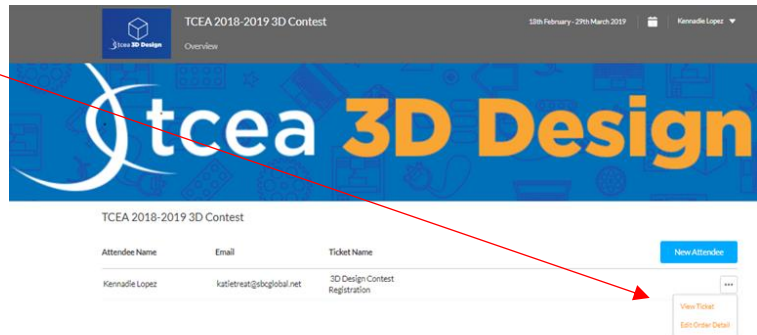 TCEA 2018-2019 3D Contest
18th February - 29th March 2019
Kennadie Lopez
tcea 3D Design
Overview
tcea 3D Design
TCEA 2018-2019 3D Contest
Attendee Name Email Ticket Name New Attendee
Kennadie Lopez katietreat@sbcglobal.net 3D Design Contest
Registration
View Ticket
Edit Order Detail